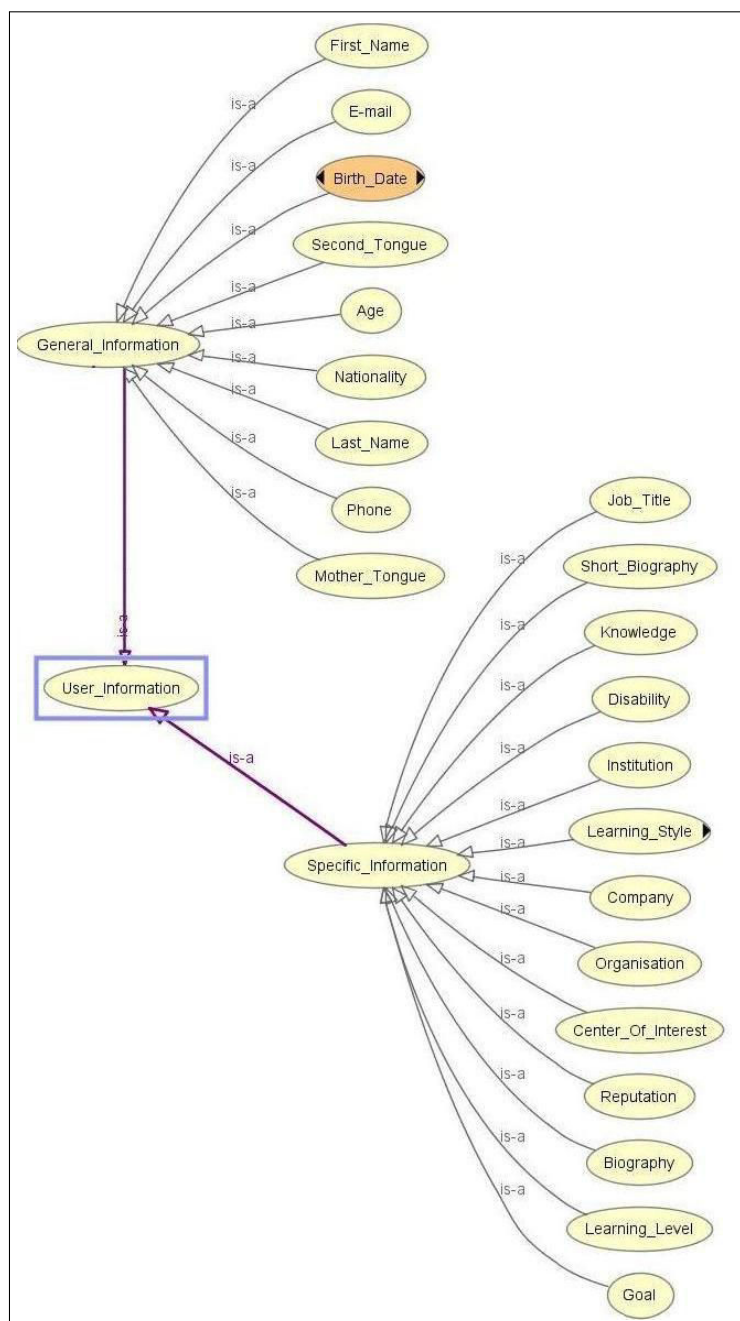 First_Name
is-a
E-mail
is-a
Birth_Date
is-a
Second_Tongue
is-a
Age
is-a
General_Information
Nationality
is-a
Last_Name
is-a
Phone
is-a
Mother_Tongue
is-a
is-a
User_Information
is-a
Specific_Information
Job_Title
is-a
Short_Biography
is-a
Knowledge
is-a
Disability
is-a
Institution
is-a
Learning_Style
is-a
Company
is-a
Organisation
is-a
Center_Of_Interest
is-a
Reputation
is-a
Biography
is-a
Learning_Level
is-a
Goal
is-a